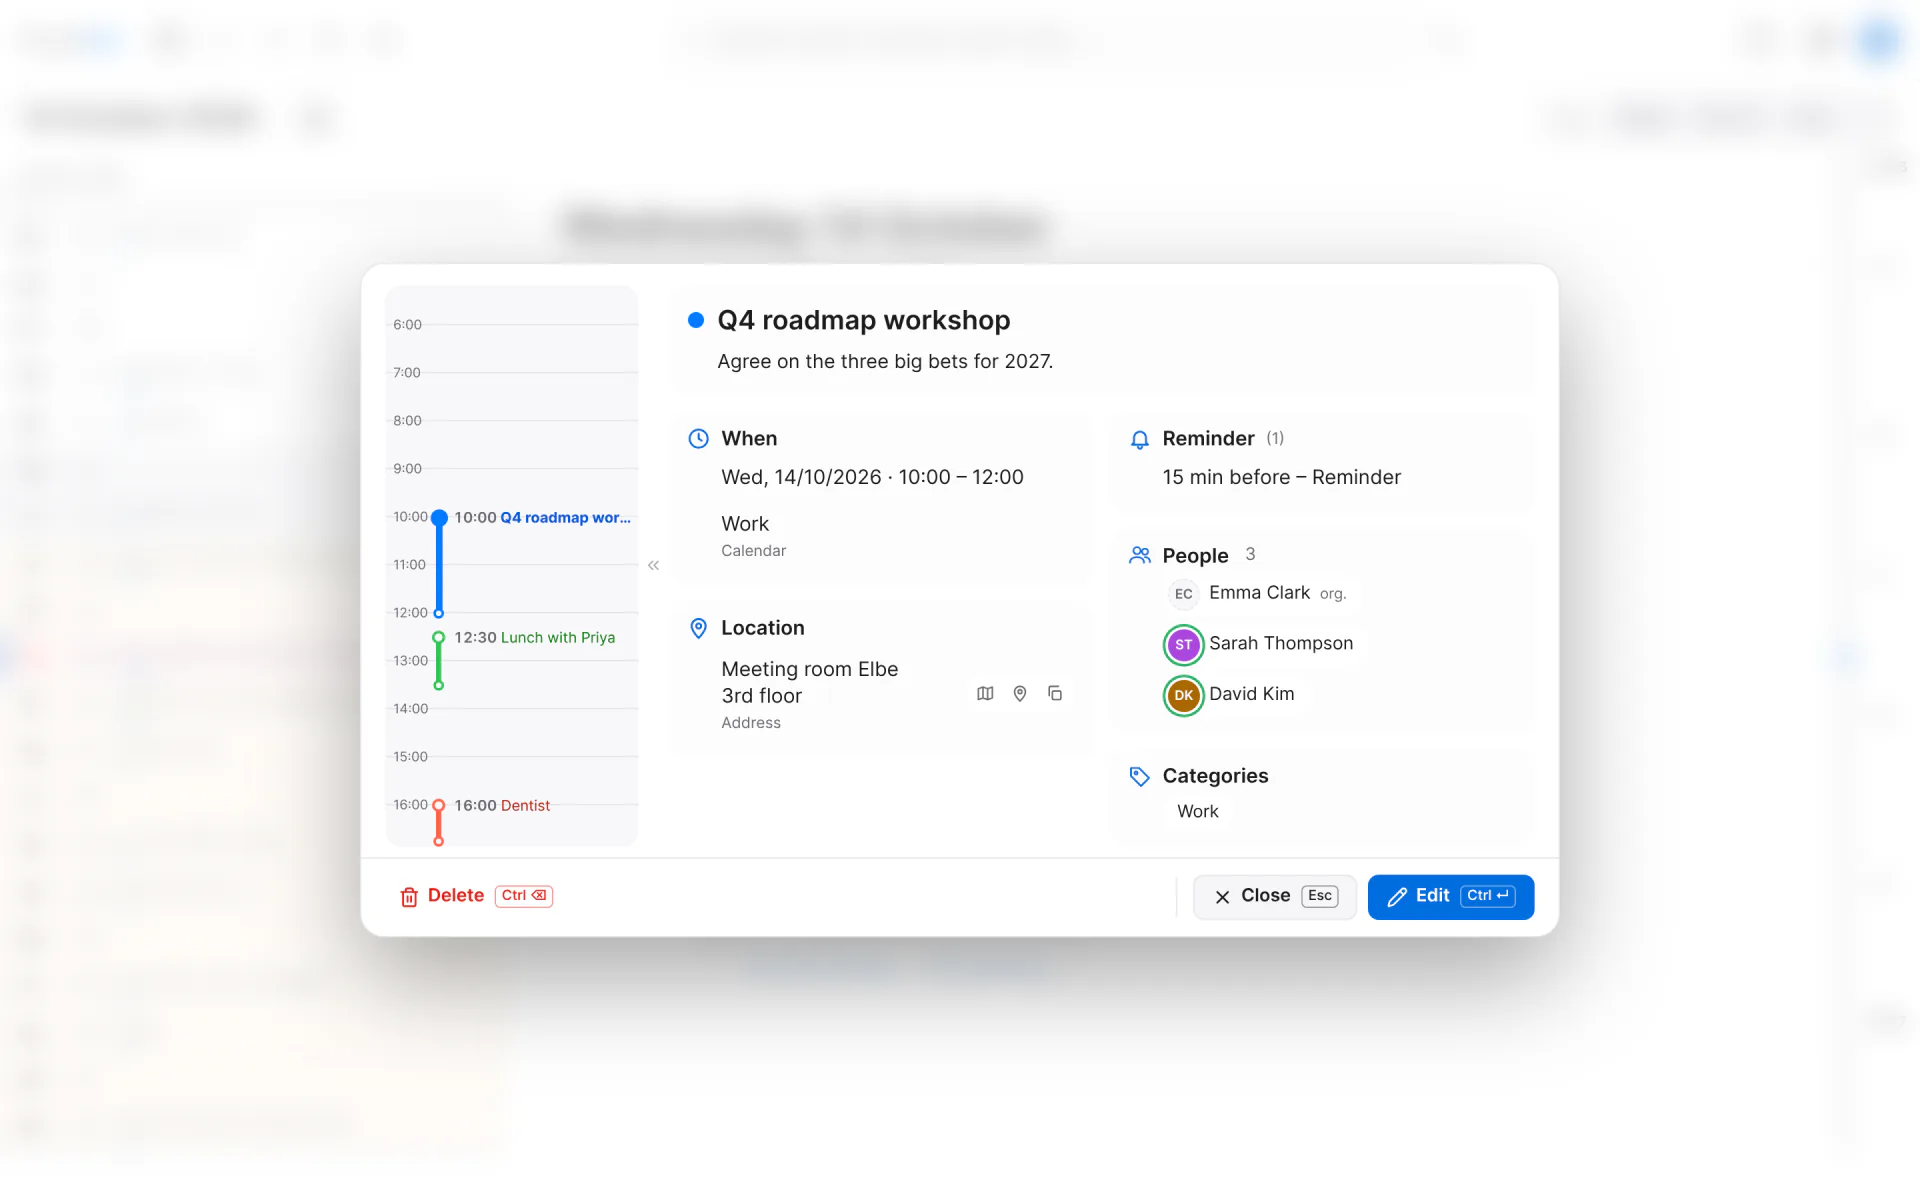 6:00
7:00
8:00
9:00
10:00
10:00 Q4 roadmap wor...
11:00
12:00
12:30 Lunch with Priya
13:00
14:00
15:00
16:00
16:00 Dentist
Q4 roadmap workshop
Agree on the three big bets for 2027.
When
Wed, 14/10/2026 · 10:00 – 12:00
Work
Calendar
Location
Meeting room Elbe
3rd floor
Address
Reminder (1)
15 min before – Reminder
People 3
EC Emma Clark org.
ST Sarah Thompson
DK David Kim
Categories
Work
Delete Ctrl ⌫
Close Esc
Edit Ctrl ↵